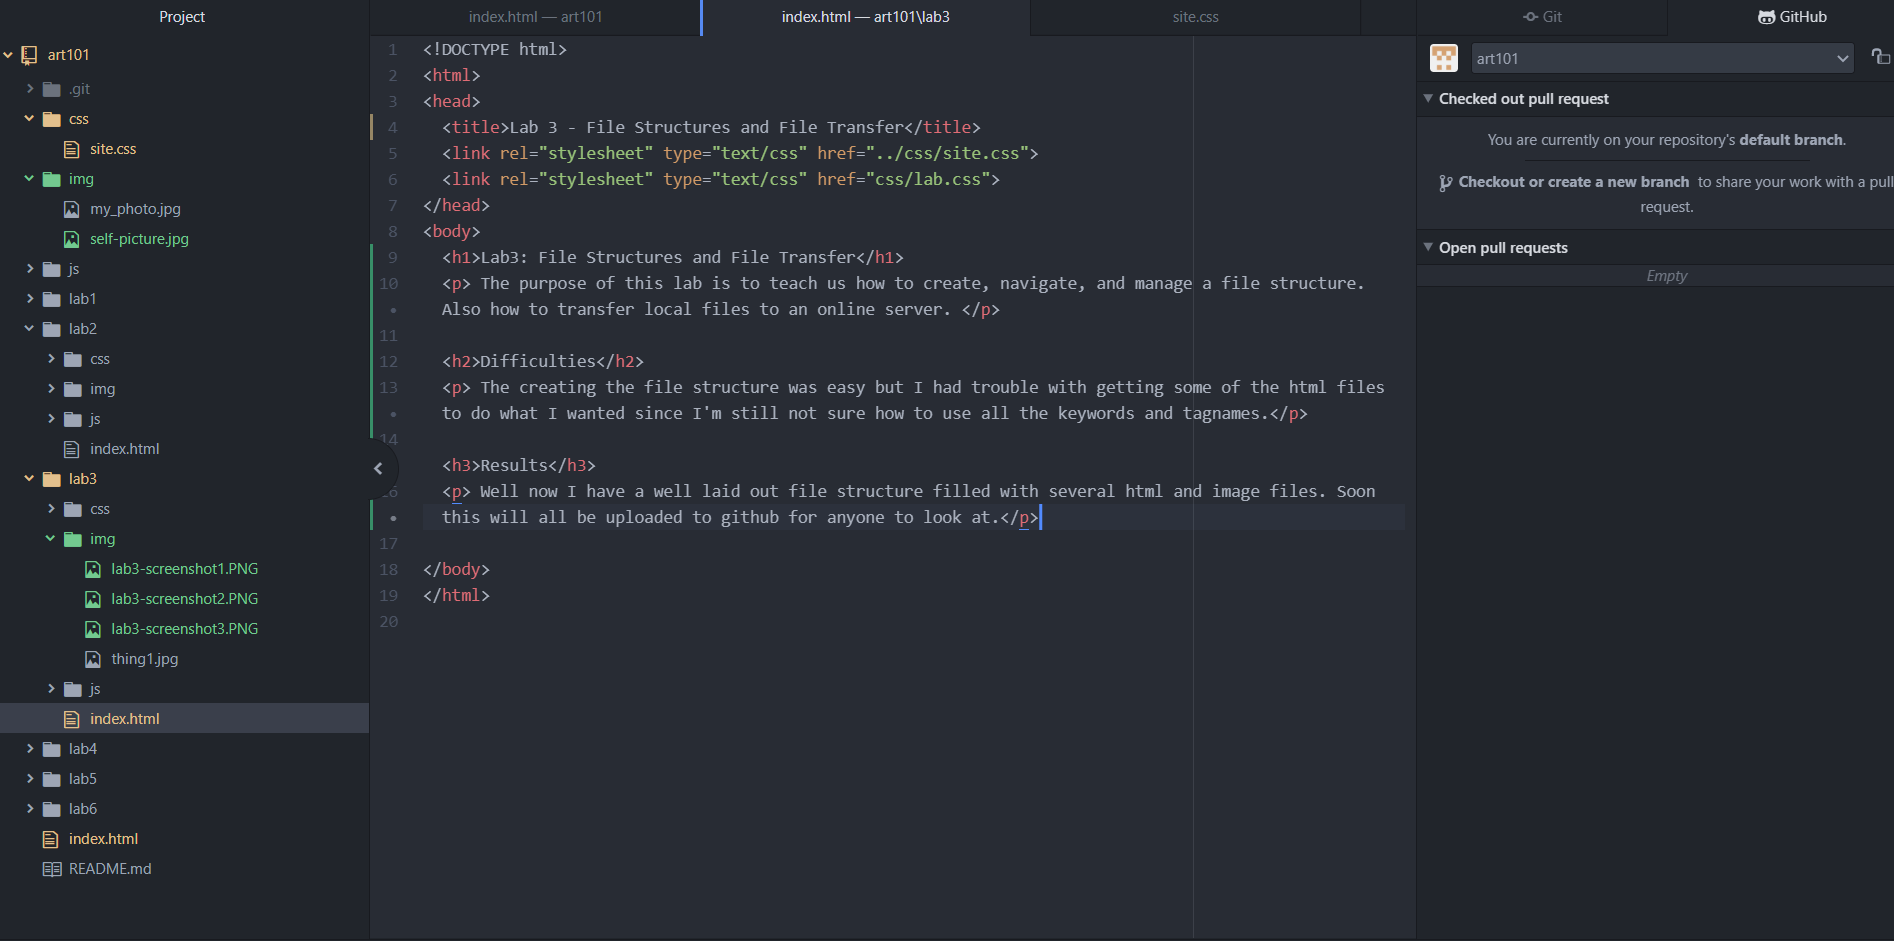 Project
art101
.git
css
site.css
img
my_photo.jpg
self-picture.jpg
js
lab1
lab2
css
img
js
index.html
lab3
css
img
lab3-screenshot1.PNG
lab3-screenshot2.PNG
lab3-screenshot3.PNG
thing1.jpg
js
index.html
lab4
lab5
lab6
index.html
README.md
index.html — art101
index.html — art101\lab3
site.css
1 <!DOCTYPE html>
2 <html>
3 <head>
4 <title>Lab 3 - File Structures and File Transfer</title>
5 <link rel="stylesheet" type="text/css" href="../css/site.css">
6 <link rel="stylesheet" type="text/css" href="css/lab.css">
7 </head>
8 <body>
9 <h1>Lab3: File Structures and File Transfer</h1>
10 <p> The purpose of this lab is to teach us how to create, navigate, and manage a file structure.
• Also how to transfer local files to an online server. </p>
11
12 <h2>Difficulties</h2>
13 <p> The creating the file structure was easy but I had trouble with getting some of the html files
• to do what I wanted since I'm still not sure how to use all the keywords and tagnames.</p>
14
<h3>Results</h3>
16 <p> Well now I have a well laid out file structure filled with several html and image files. Soon
• this will all be uploaded to github for anyone to look at.</p>
17
18 </body>
19 </html>
20
Git
GitHub
art101
Checked out pull request
You are currently on your repository's default branch.
Checkout or create a new branch to share your work with a pull
request.
Open pull requests
Empty